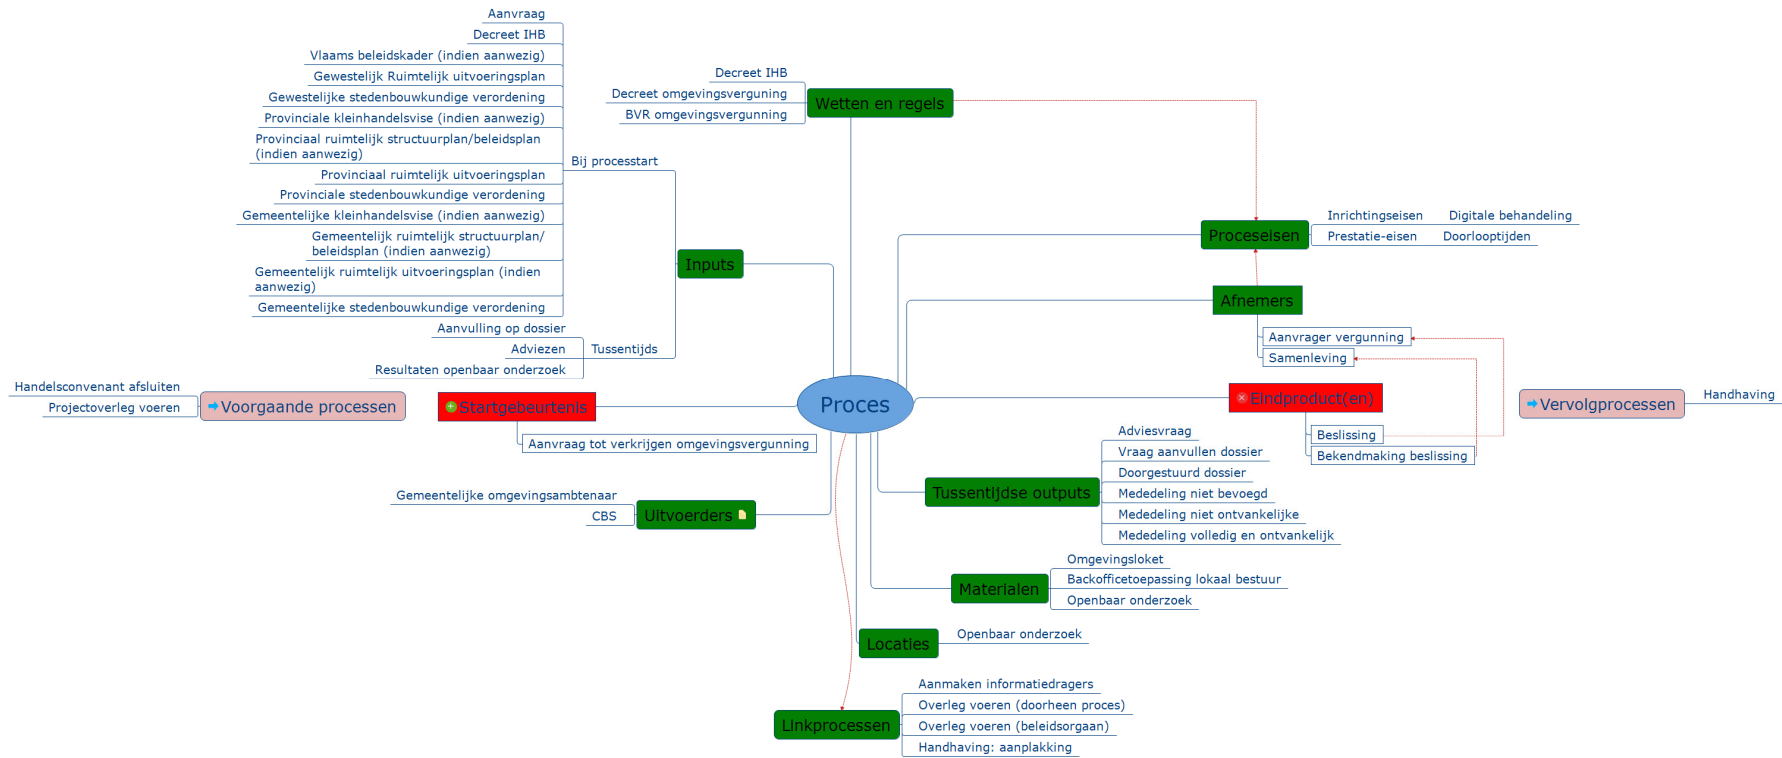 Aanvraag
Decreet IHB
Vlaams beleidskader (indien aanwezig)
Gewestelijk Ruimtelijk uitvoeringsplan
Gewestelijke stedenbouwkundige verordening
Provinciale kleinhandelsvise (indien aanwezig)
Provinciaal ruimtelijk structuurplan/beleidsplan
(indien aanwezig)
Provinciaal ruimtelijk uitvoeringsplan
Provinciale stedenbouwkundige verordening
Gemeentelijke kleinhandelsvise (indien aanwezig)
Gemeentelijk ruimtelijk structuurplan/
beleidsplan (indien aanwezig)
Gemeentelijk ruimtelijk uitvoeringsplan (indien
aanwezig)
Gemeentelijke stedenbouwkundige verordening
Bij processtart
Aanvulling op dossier
Adviezen
Resultaten openbaar onderzoek
Tussentijds
Inputs
Decreet IHB
Decreet omgevingsverguning
BVR omgevingsvergunning
Wetten en regels
Proceseisen
Inrichtingseisen
Digitale behandeling
Prestatie-eisen
Doorlooptijden
Afnemers
Aanvrager vergunning
Samenleving
Handelsconvenant afsluiten
Projectoverleg voeren
Voorgaande processen
Startgebeurtenis
Aanvraag tot verkrijgen omgevingsvergunning
Proces
Eindproduct(en)
Beslissing
Bekendmaking beslissing
Vervolgprocessen
Handhaving
Gemeentelijke omgevingsambtenaar
CBS
Uitvoerders
Tussentijdse outputs
Adviesvraag
Vraag aanvullen dossier
Doorgestuurd dossier
Mededeling niet bevoegd
Mededeling niet ontvankelijke
Mededeling volledig en ontvankelijk
Materialen
Omgevingsloket
Backofficetoepassing lokaal bestuur
Openbaar onderzoek
Locaties
Openbaar onderzoek
Linkprocessen
Aanmaken informatiedragers
Overleg voeren (doorheen proces)
Overleg voeren (beleidsorgaan)
Handhaving: aanplakking